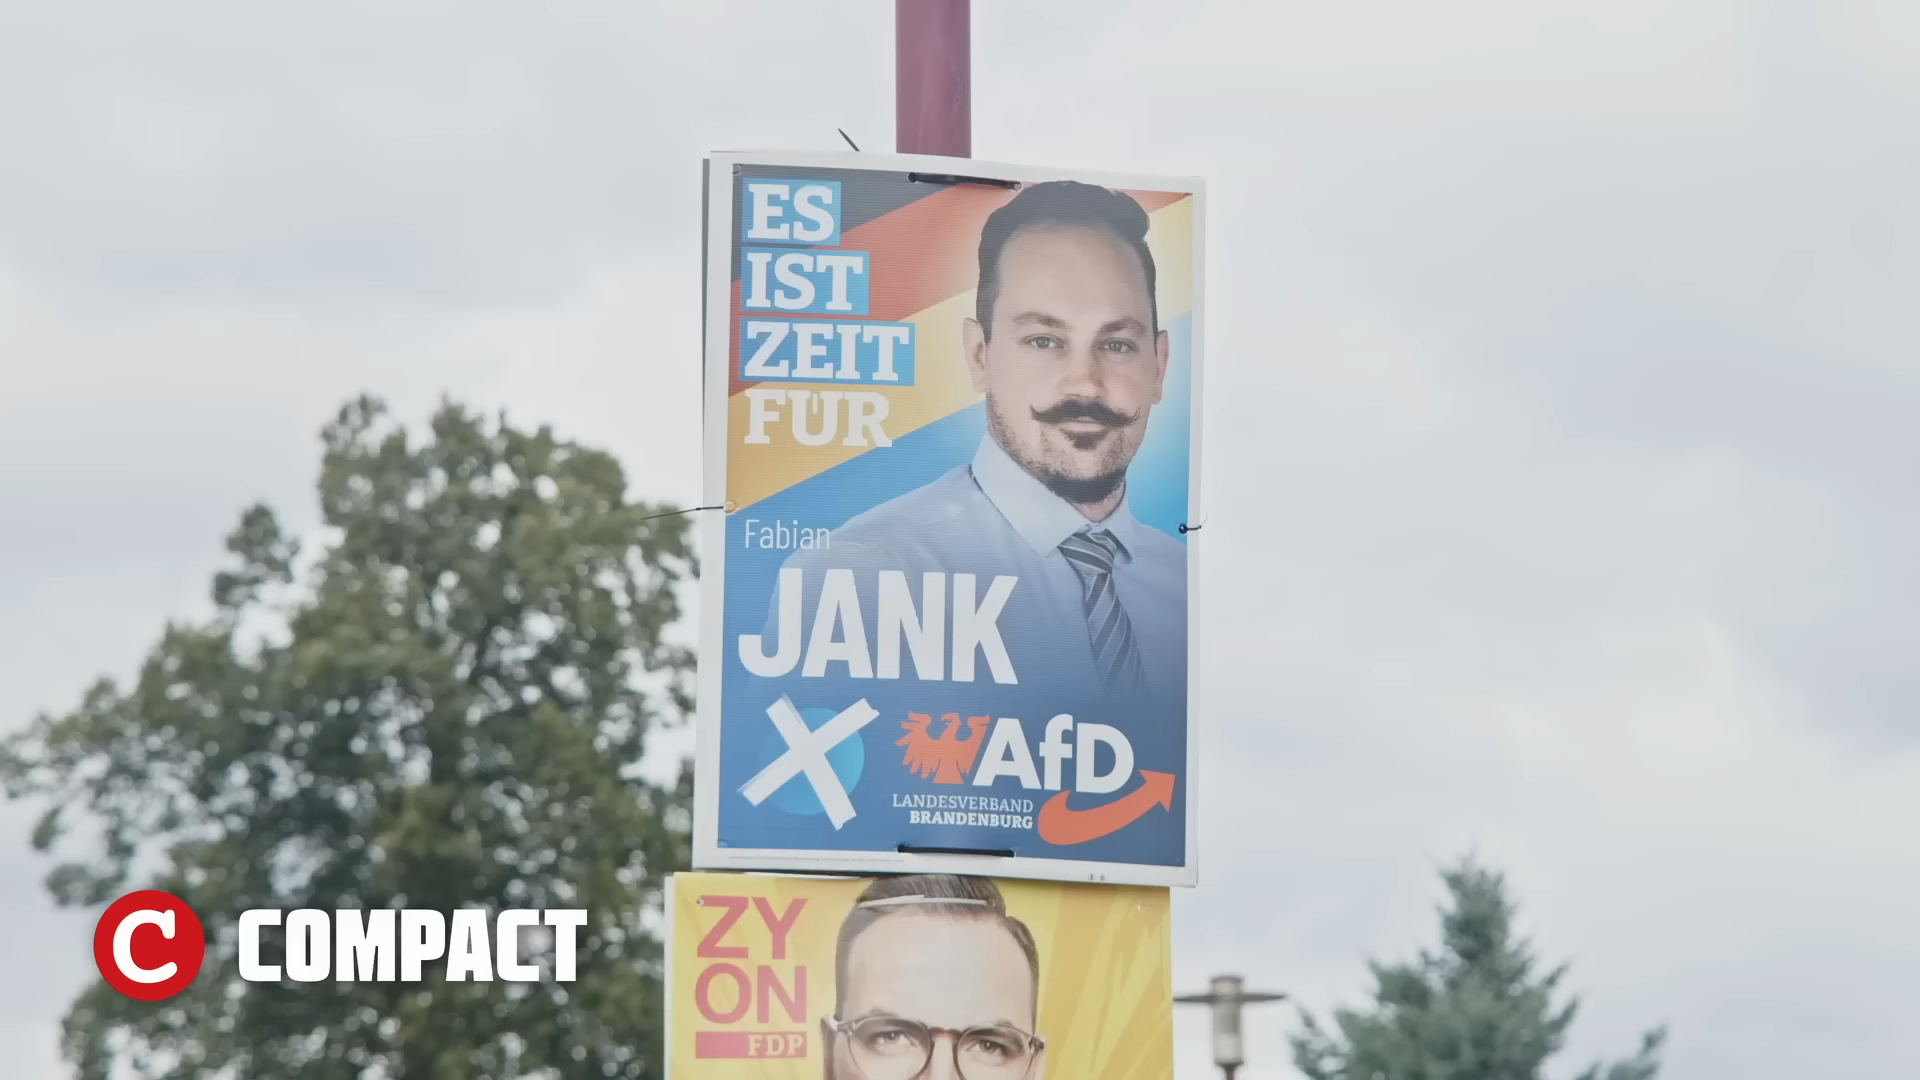 ES
IST
ZEIT
FÜR
Fabian
JANK
AfD
LANDESVERBAND
BRANDENBURG
ZY
ON
FDP
C COMPACT